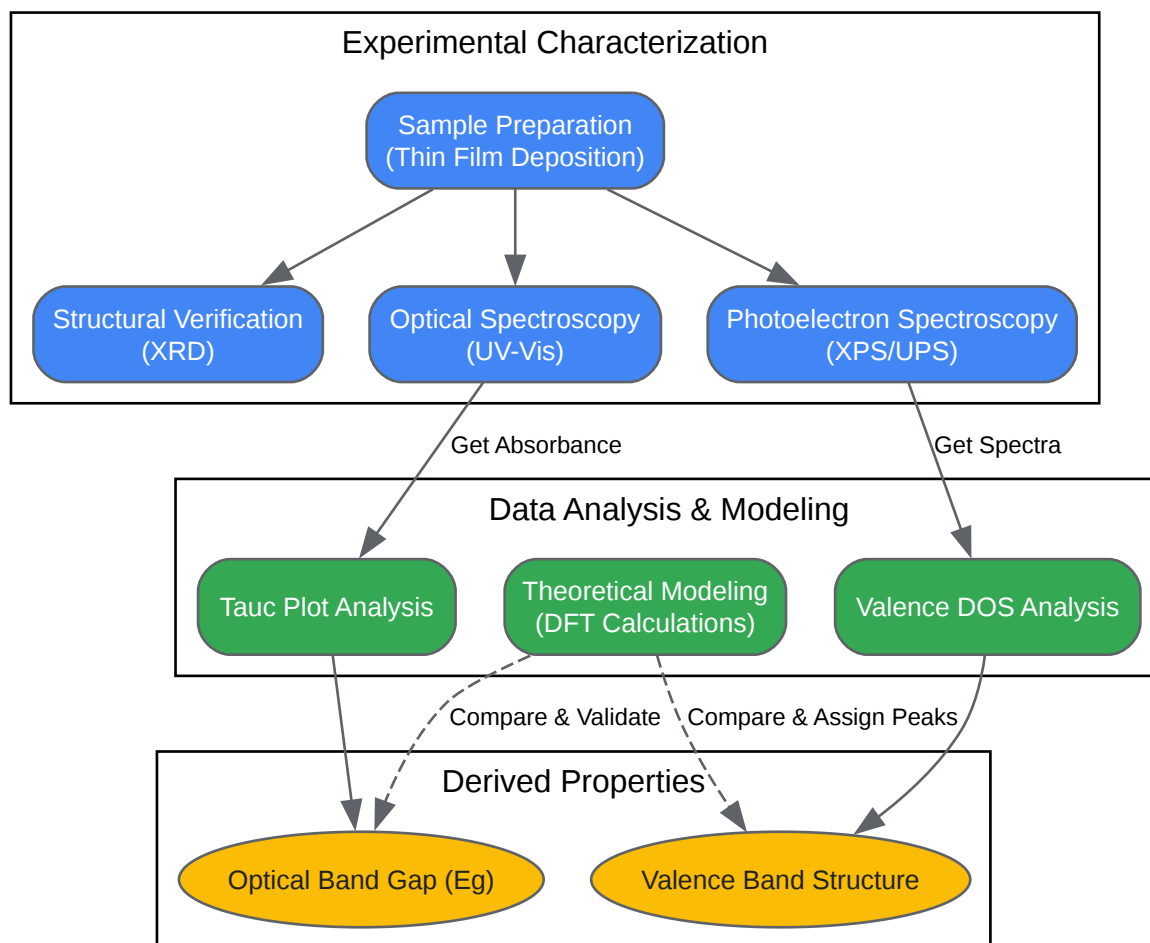 Experimental Characterization
Sample Preparation
(Thin Film Deposition)
Structural Verification
(XRD)
Optical Spectroscopy
(UV-Vis)
Photoelectron Spectroscopy
(XPS/UPS)
Get Absorbance
Get Spectra
Data Analysis & Modeling
Tauc Plot Analysis
Theoretical Modeling
(DFT Calculations)
Valence DOS Analysis
Compare & Validate
Compare & Assign Peaks
Derived Properties
Optical Band Gap (Eg)
Valence Band Structure